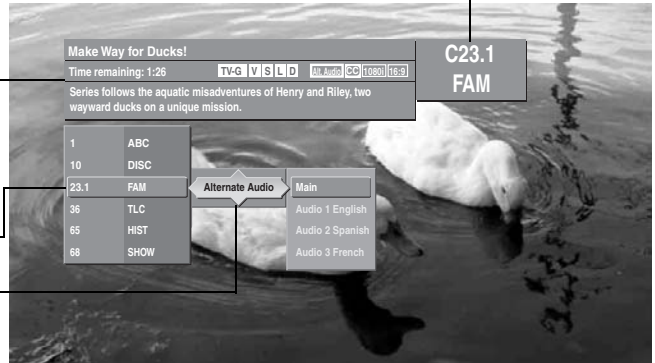 Make Way for Ducks!
Time remaining: 1:26 TV-G V S L D Alt. Audio CC 1080i 16:9
Series follows the aquatic misadventures of Henry and Riley, two
wayward ducks on a unique mission.
C23.1
FAM
1 ABC
10 DISC
23.1 FAM Alternate Audio Main
36 TLC Audio 1 English
65 HIST Audio 2 Spanish
68 SHOW Audio 3 French